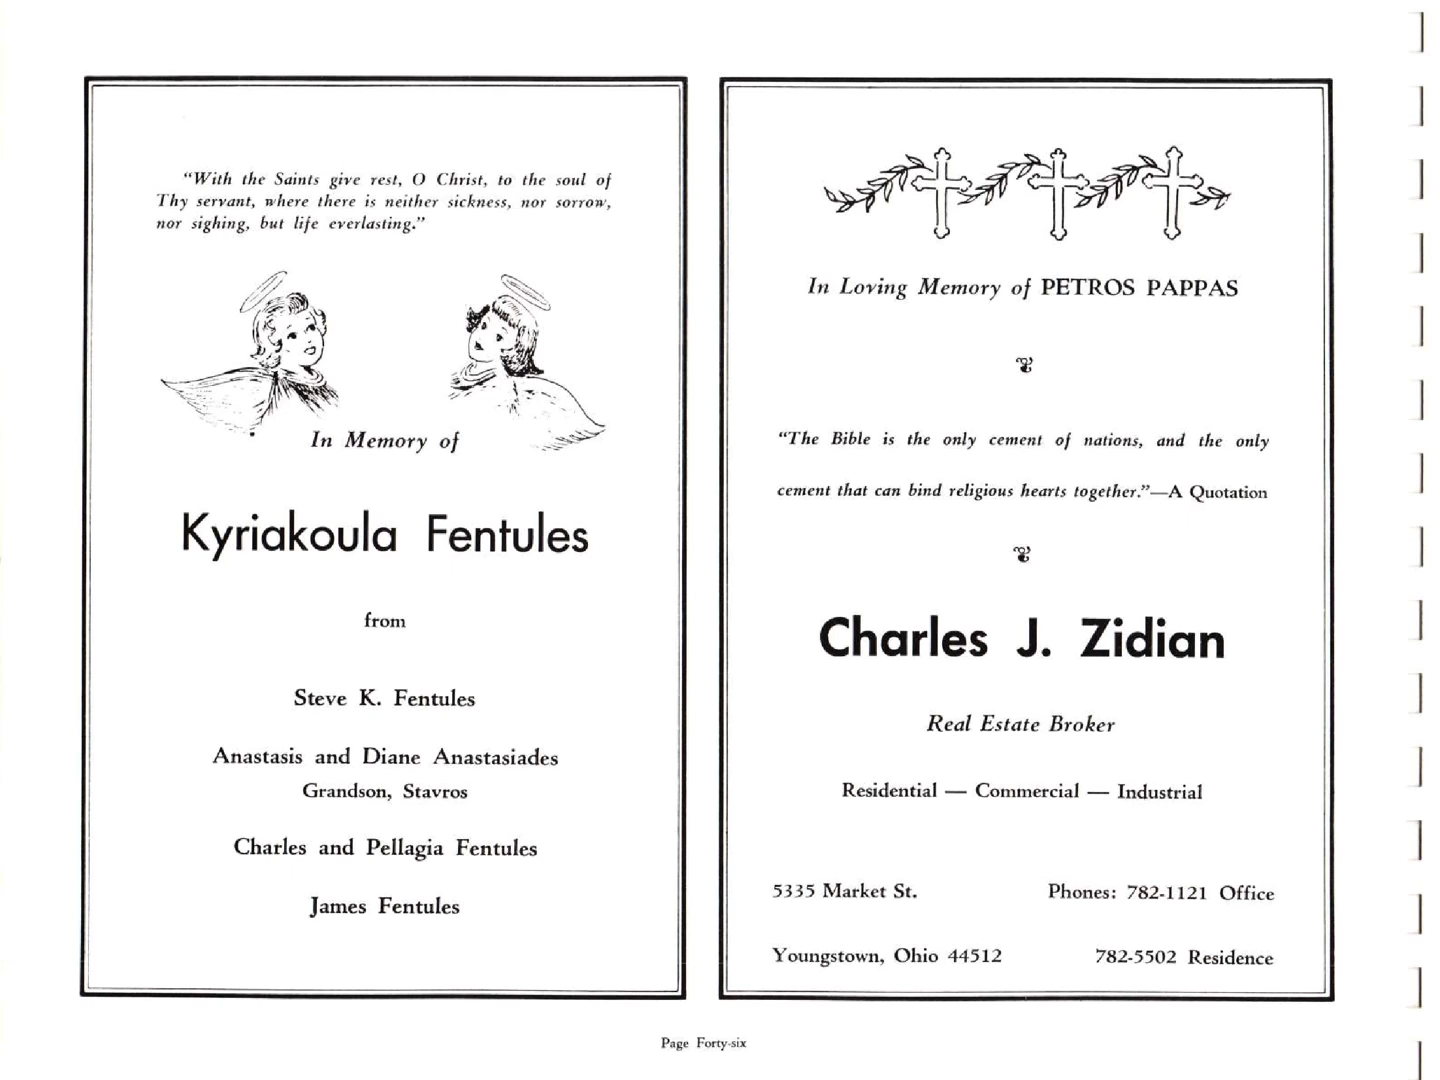 "With the Saints give rest, O Christ, to the soul of
Thy servant, where there is neither sickness, nor sorrow,
nor sighing, but life everlasting."
In Memory of
Kyriakoula Fentules
from
Steve K. Fentules
Anastasis and Diane Anastasiades
Grandson, Stavros
Charles and Pellagia Fentules
James Fentules
In Loving Memory of PETROS PAPPAS
"The Bible is the only cement of nations, and the only
cement that can bind religious hearts together."—A Quotation
Charles J. Zidian
Real Estate Broker
Residential — Commercial — Industrial
5335 Market St. Phones: 782-1121 Office
Youngstown, Ohio 44512 782-5502 Residence
Page Forty-six